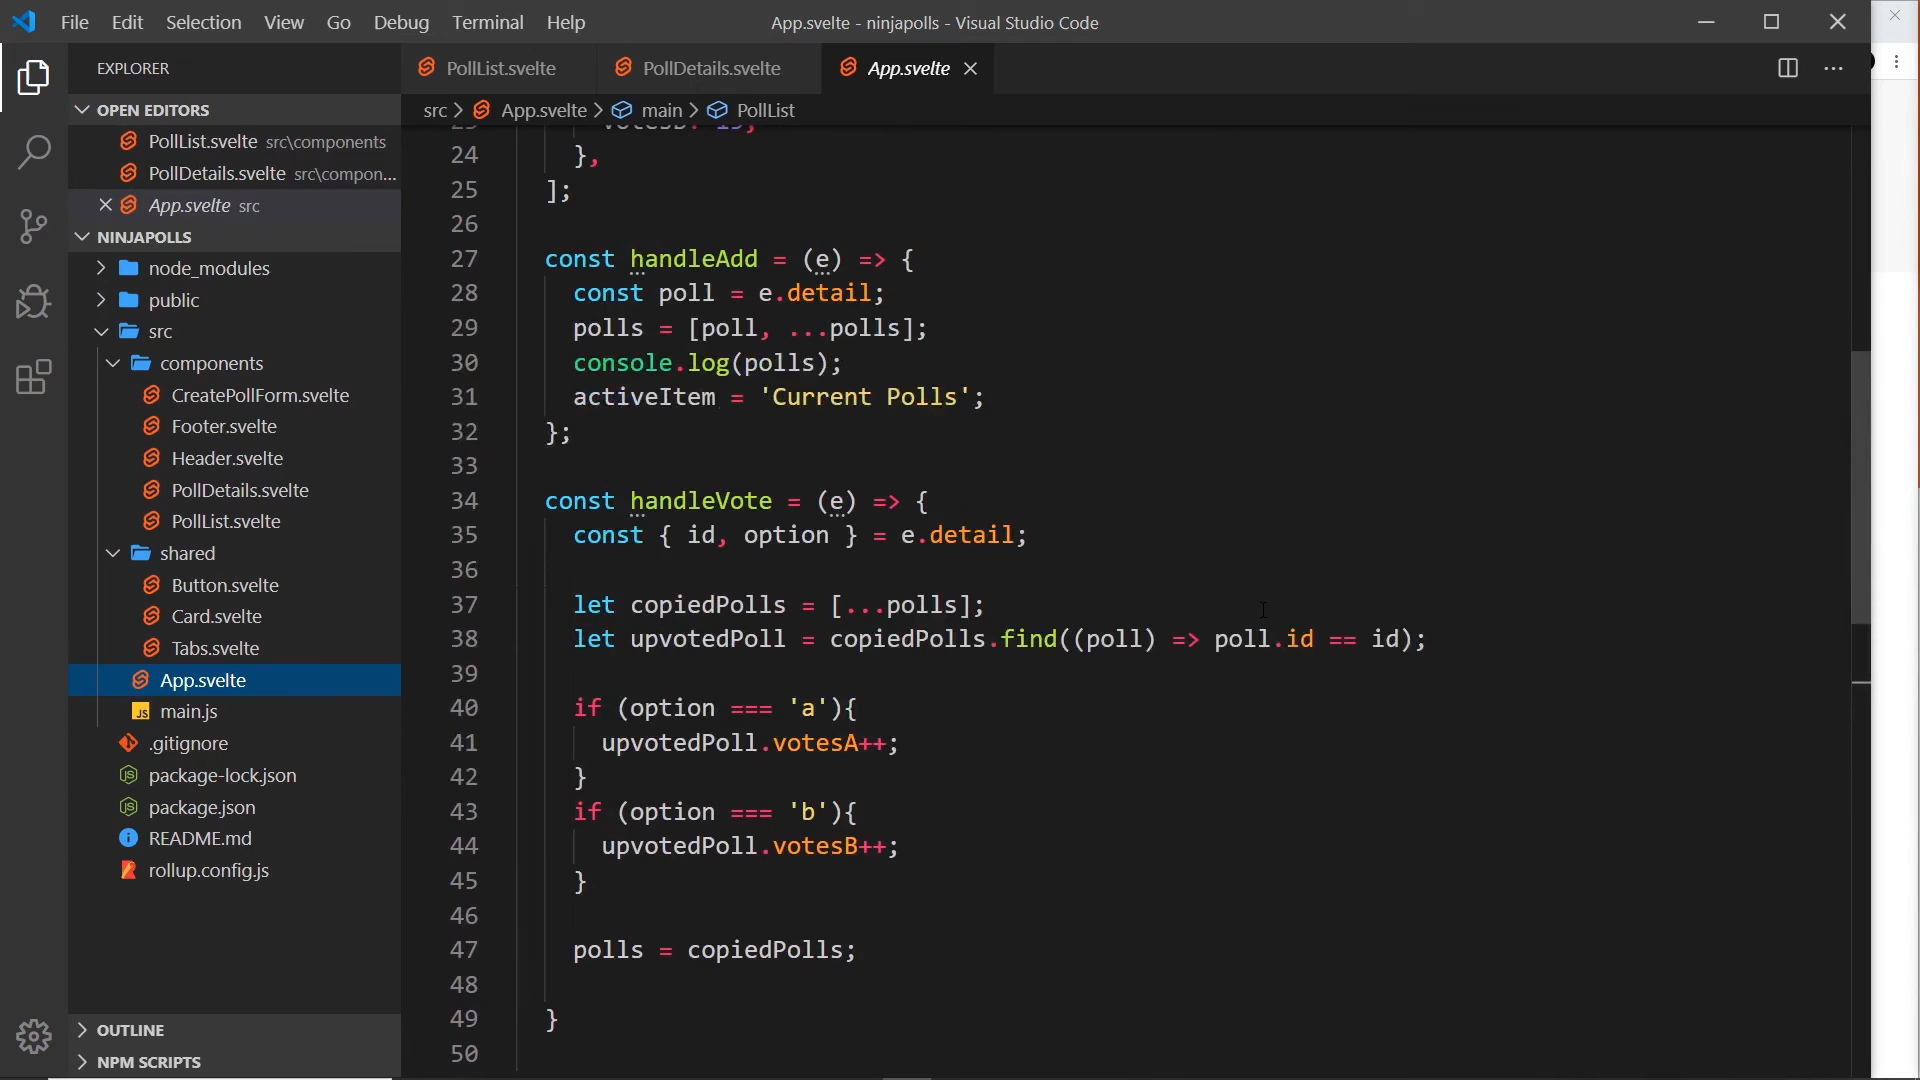 File Edit Selection View Go Debug Terminal Help
App.svelte - ninjapolls - Visual Studio Code
EXPLORER
PollList.svelte
PollDetails.svelte
App.svelte
OPEN EDITORS
src > App.svelte > main > PollList
PollList.svelte src\components
PollDetails.svelte src\compon...
App.svelte src
NINJAPOLLS
node_modules
public
src
components
CreatePollForm.svelte
Footer.svelte
Header.svelte
PollDetails.svelte
PollList.svelte
shared
Button.svelte
Card.svelte
Tabs.svelte
App.svelte
main.js
.gitignore
package-lock.json
package.json
README.md
rollup.config.js
OUTLINE
NPM SCRIPTS
24 },
25 ];
26
27 const handleAdd = (e) => {
28 const poll = e.detail;
29 polls = [poll, ...polls];
30 console.log(polls);
31 activeItem = 'Current Polls';
32 };
33
34 const handleVote = (e) => {
35 const { id, option } = e.detail;
36
37 let copiedPolls = [...polls];
38 let upvotedPoll = copiedPolls.find((poll) => poll.id == id);
39
40 if (option === 'a'){
41 upvotedPoll.votesA++;
42 }
43 if (option === 'b'){
44 upvotedPoll.votesB++;
45 }
46
47 polls = copiedPolls;
48
49 }
50